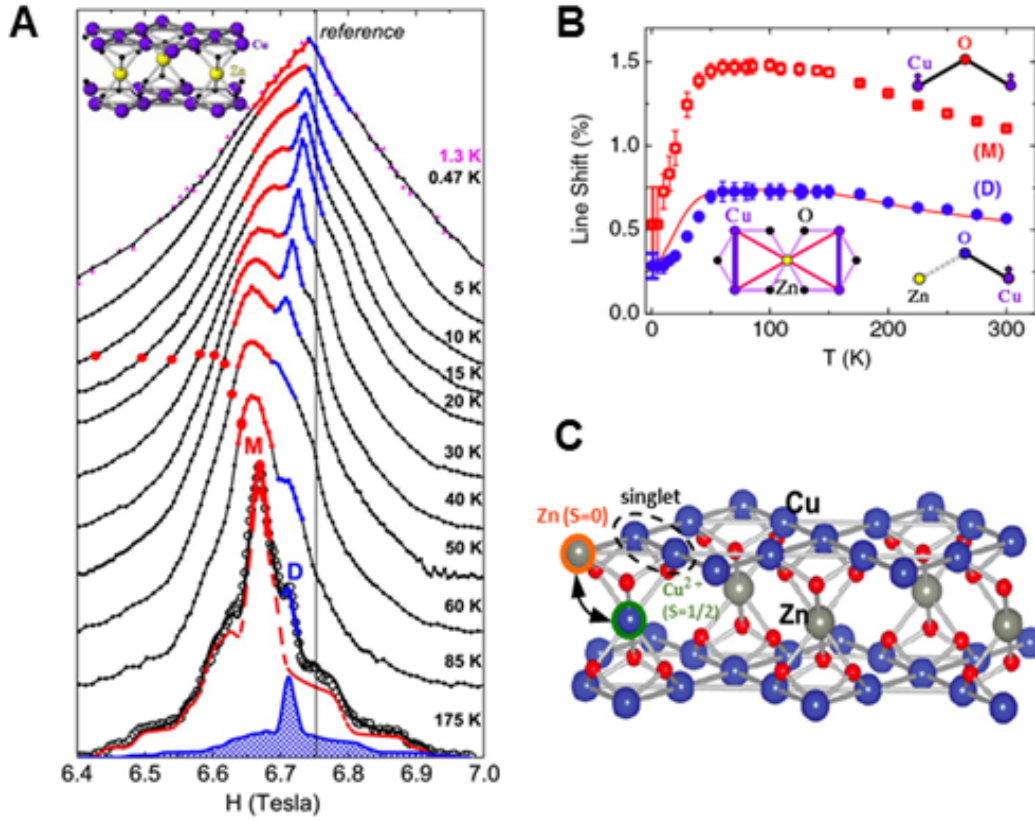 A
Cu
Zn
reference
1.3 K
0.47 K
5 K
10 K
15 K
20 K
30 K
40 K
50 K
60 K
85 K
175 K
M
D
6.4 6.5 6.6 6.7 6.8 6.9 7.0
H (Tesla)
B
Line Shift (%)
1.5
1.0
0.5
0.0
O
Cu
(M)
(D)
Cu
O
Zn
O
Zn
Cu
0 100 200 300
T (K)
C
singlet
Cu
Zn (S=0)
Cu²⁺
(S=1/2)
Zn